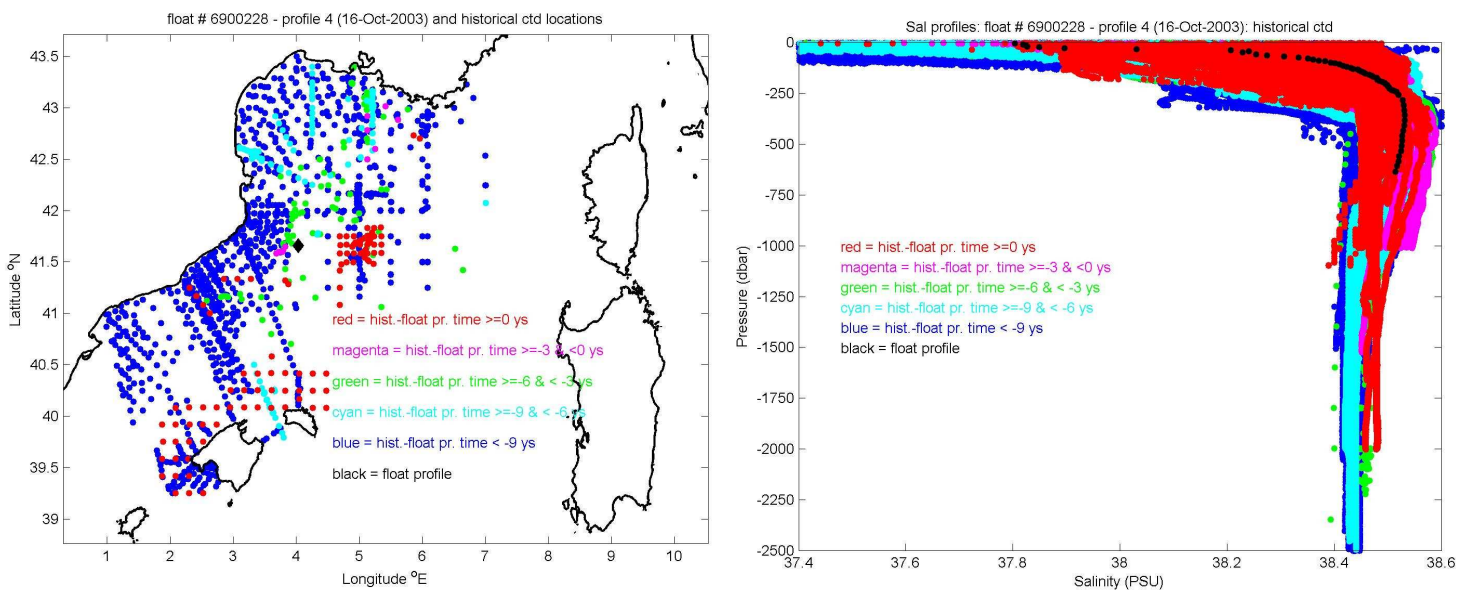 float # 6900228 - profile 4 (16-Oct-2003) and historical ctd locations
43.5
43
42.5
42
41.5
41
40.5
40
39.5
39
Latitude ºN
red = hist.-float pr. time >=0 ys
magenta = hist.-float pr. time >=-3 & <0 ys
green = hist.-float pr. time >=-6 & < -3 ys
cyan = hist.-float pr. time >=-9 & < -6 ys
blue = hist.-float pr. time < -9 ys
black = float profile
1 2 3 4 5 6 7 8 9 10
Longitude ºE
Sal profiles: float # 6900228 - profile 4 (16-Oct-2003): historical ctd
0
-250
-500
-750
-1000
-1250
-1500
-1750
-2000
-2250
-2500
Pressure (dbar)
red = hist.-float pr. time >=0 ys
magenta = hist.-float pr. time >=-3 & <0 ys
green = hist.-float pr. time >=-6 & < -3 ys
cyan = hist.-float pr. time >=-9 & < -6 ys
blue = hist.-float pr. time < -9 ys
black = float profile
37.4 37.6 37.8 38 38.2 38.4 38.6
Salinity (PSU)